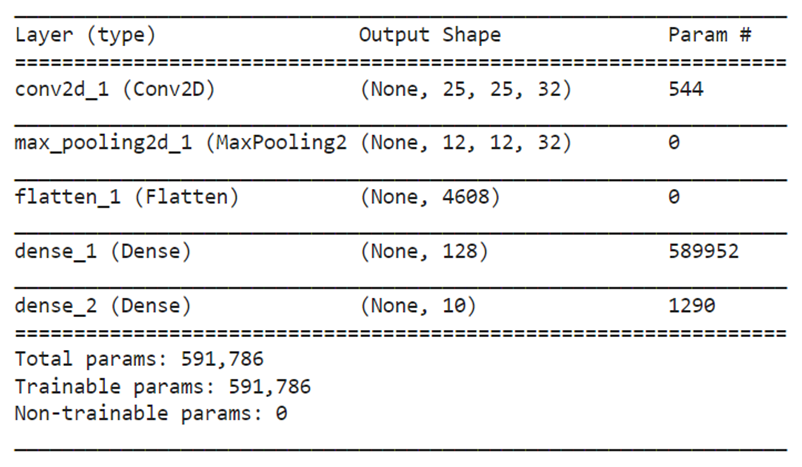 Layer (type) Output Shape Param #
=================================================================
conv2d_1 (Conv2D) (None, 25, 25, 32) 544
max_pooling2d_1 (MaxPooling2 (None, 12, 12, 32) 0
flatten_1 (Flatten) (None, 4608) 0
dense_1 (Dense) (None, 128) 589952
dense_2 (Dense) (None, 10) 1290
=================================================================
Total params: 591,786
Trainable params: 591,786
Non-trainable params: 0